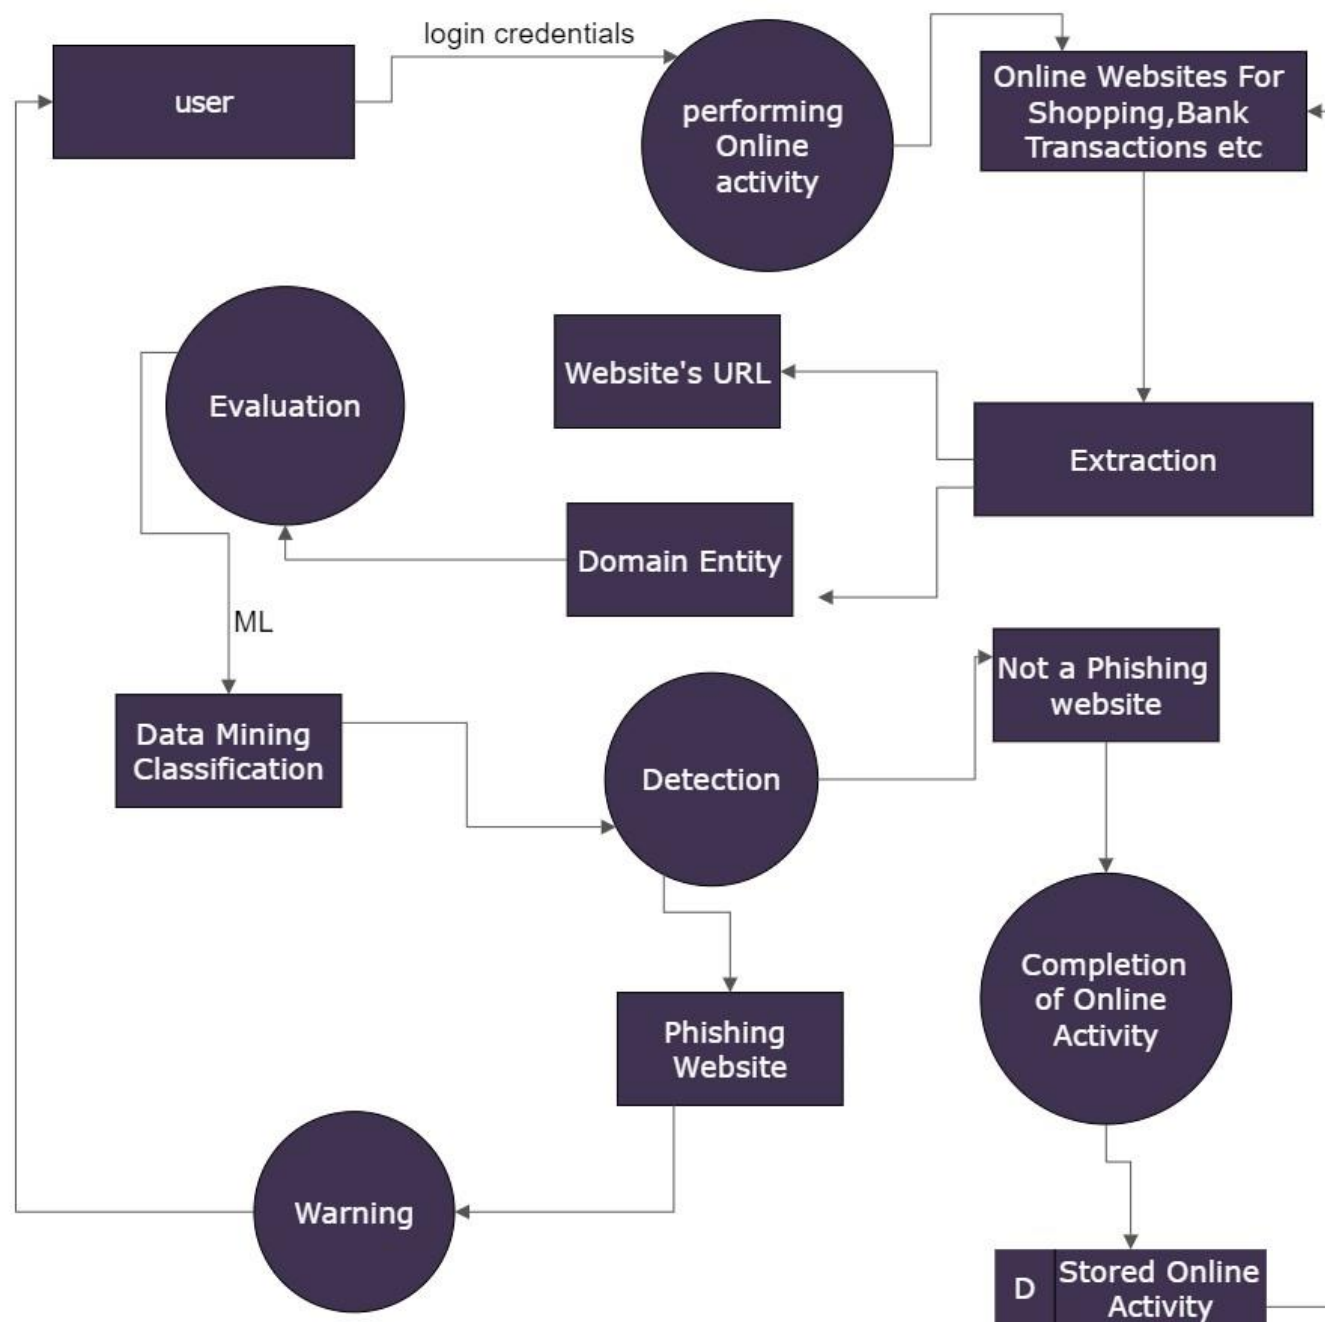 login credentials
user
performing
Online
activity
Online Websites For
Shopping,Bank
Transactions etc
Website's URL
Evaluation
Extraction
Domain Entity
ML
Not a Phishing
website
Data Mining
Classification
Detection
Completion
of Online
Activity
Phishing
Website
Warning
D
Stored Online
Activity